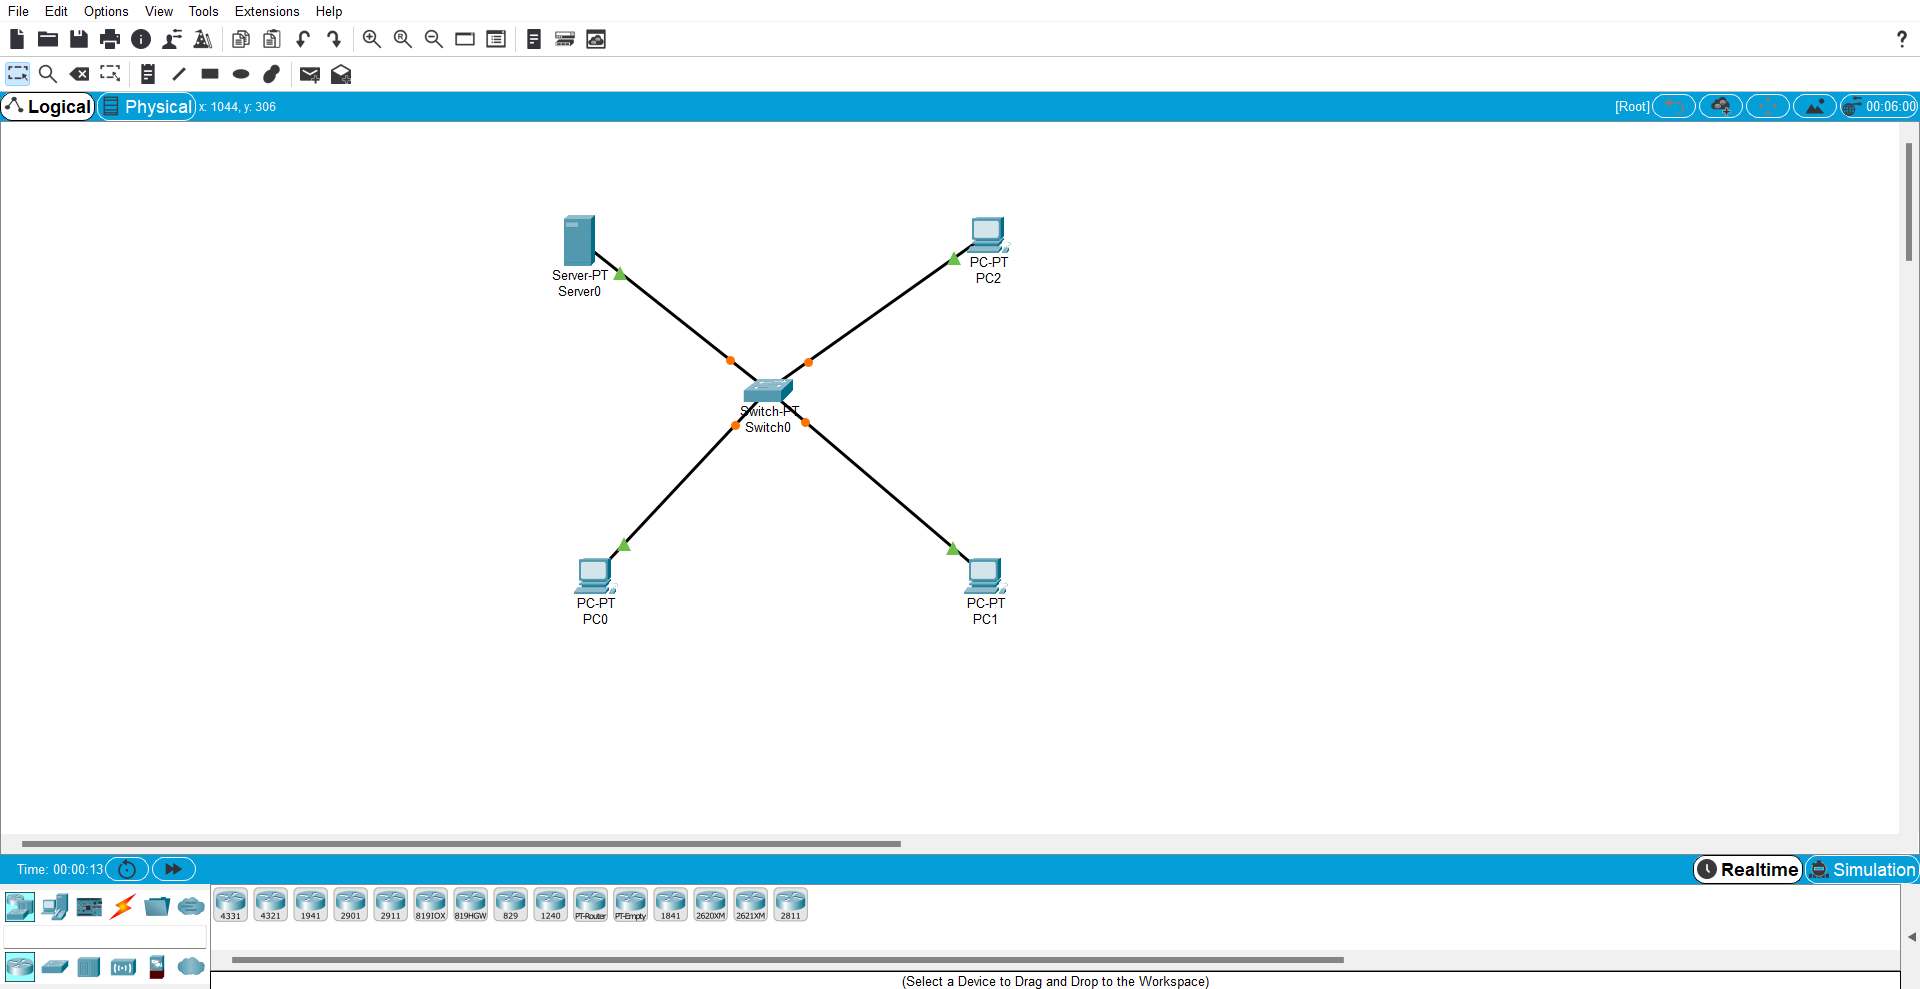 File Edit Options View Tools Extensions Help
?
Logical Physical x: 1044, y: 306 [Root] 00:06:00
Server-PT
Server0
PC-PT
PC2
Switch-PT
Switch0
PC-PT
PC0
PC-PT
PC1
Time: 00:00:13 Realtime Simulation
4331 4321 1941 2901 2911 819IOX 819HGW 829 1240 PT-Router PT-Empty 1841 2620XM 2621XM 2811
(Select a Device to Drag and Drop to the Workspace)